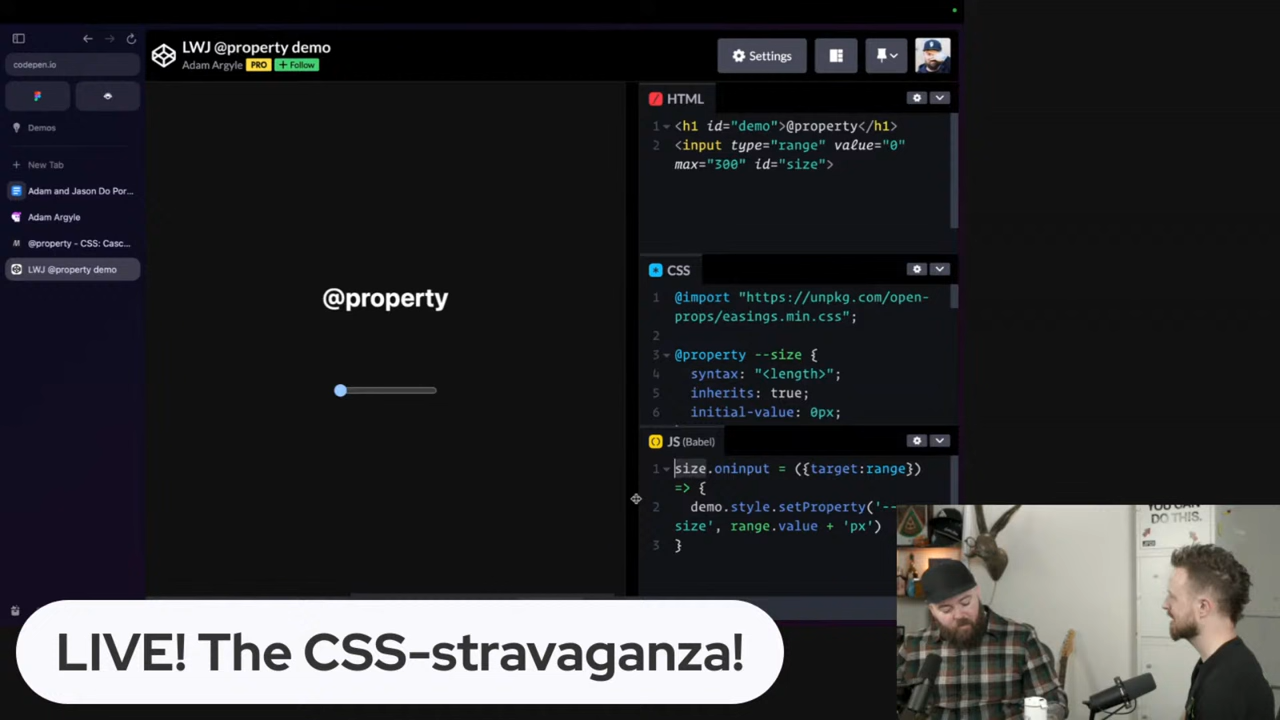 LWJ @property demo
Adam Argyle PRO + Follow
Settings
codepen.io
Demos
New Tab
Adam and Jason Do Por...
Adam Argyle
@property - CSS: Casc...
LWJ @property demo
@property
HTML
1 <h1 id="demo">@property</h1>
2 <input type="range" value="0"
max="300" id="size">
CSS
1 @import "https://unpkg.com/open-
props/easings.min.css";
2
3 @property --size {
4 syntax: "<length>";
5 inherits: true;
6 initial-value: 0px;
JS (Babel)
1 size.oninput = ({target:range})
=> {
2 demo.style.setProperty('--
size', range.value + 'px')
3 }
YOU CAN
DO THIS.
LIVE! The CSS-stravaganza!